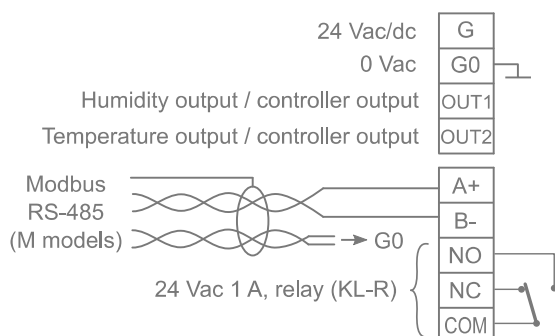 24 Vac/dc G
0 Vac G0
Humidity output / controller output OUT1
Temperature output / controller output OUT2
Modbus A+
RS-485 B-
(M models) → G0
NO
24 Vac 1 A, relay (KL-R) NC
COM